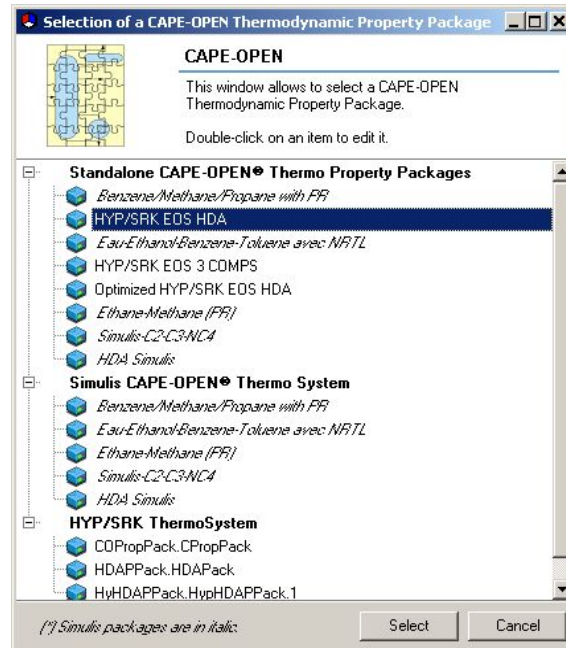 Selection of a CAPE-OPEN Thermodynamic Property Package
CAPE-OPEN
This window allows to select a CAPE-OPEN
Thermodynamic Property Package.
Double-click on an item to edit it.
Standalone CAPE-OPEN® Thermo Property Packages
Benzene/Methane/Propane with PR
HYP/SRK EOS HDA
Eau-Ethanol-Benzene-Toluene avec NRTL
HYP/SRK EOS 3 COMPS
Optimized HYP/SRK EOS HDA
Ethane-Methane (PR)
Simulis-C2-C3-NC4
HDA Simulis
Simulis CAPE-OPEN® Thermo System
Benzene/Methane/Propane with PR
Eau-Ethanol-Benzene-Toluene avec NRTL
Ethane-Methane (PR)
Simulis-C2-C3-NC4
HDA Simulis
HYP/SRK ThermoSystem
COPropPack.CPropPack
HDAPPack.HDAPack
HyHDAPPack.HypHDAPPack.1
(*) Simulis packages are in italic.
Select
Cancel